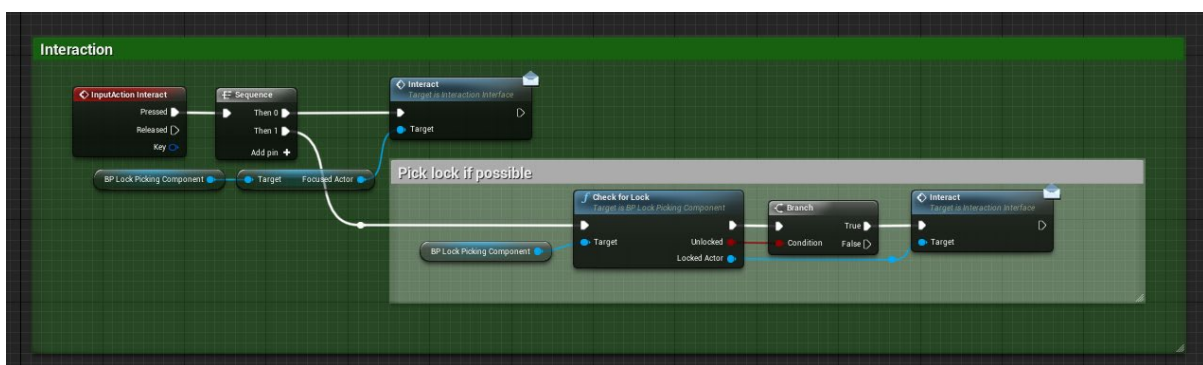 Interaction
InputAction Interact
Pressed
Released
Key
Sequence
Then 0
Then 1
Add pin +
Interact
Target is Interaction Interface
Target
BP Lock Picking Component
Target Focused Actor
Pick lock if possible
BP Lock Picking Component
f Check for Lock
Target is BP Lock Picking Component
Target Unlocked
Locked Actor
Branch
True
Condition False
Interact
Target is Interaction Interface
Target